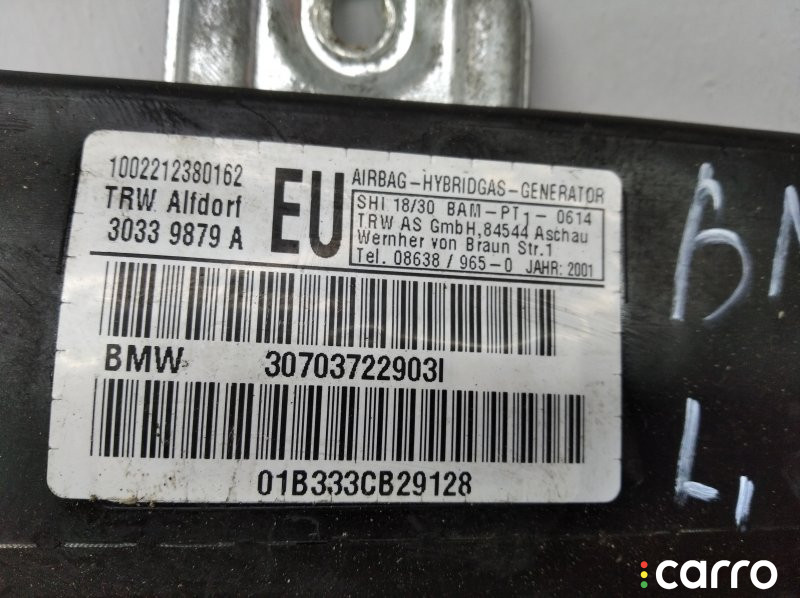 1002212380162
TRW Alfdorf
3033 9879 A
EU
AIRBAG-HYBRIDGAS-GENERATOR
SHI 18/30 BAM-PT1-0614
TRW AS GmbH,84544 Aschau
Wernher von Braun Str.1
Tel. 08638/965-0 JAHR: 2001
BMW 30703722903I
01B333CB29128
L,
carro